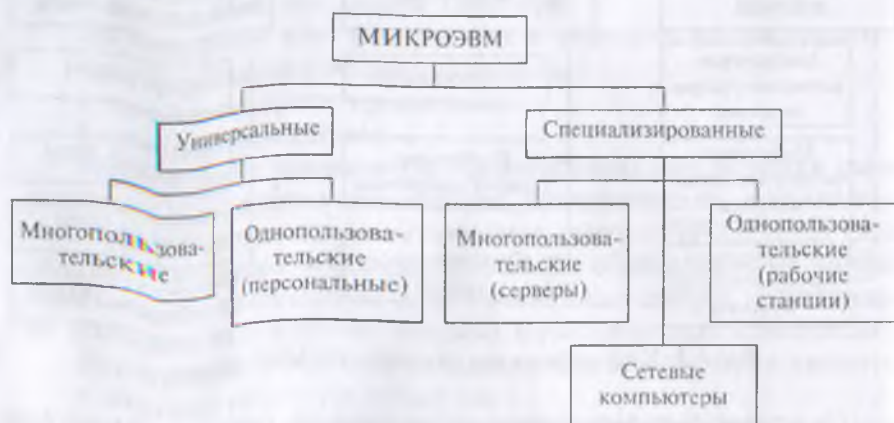 МИКРОЭВМ
Универсальные
Специализированные
Многопользова-
тельские
Однопользова-
тельские
(персональные)
Многопользова-
тельские
(серверы)
Однопользова-
тельские
(рабочие
станции)
Сетевые
компьютеры